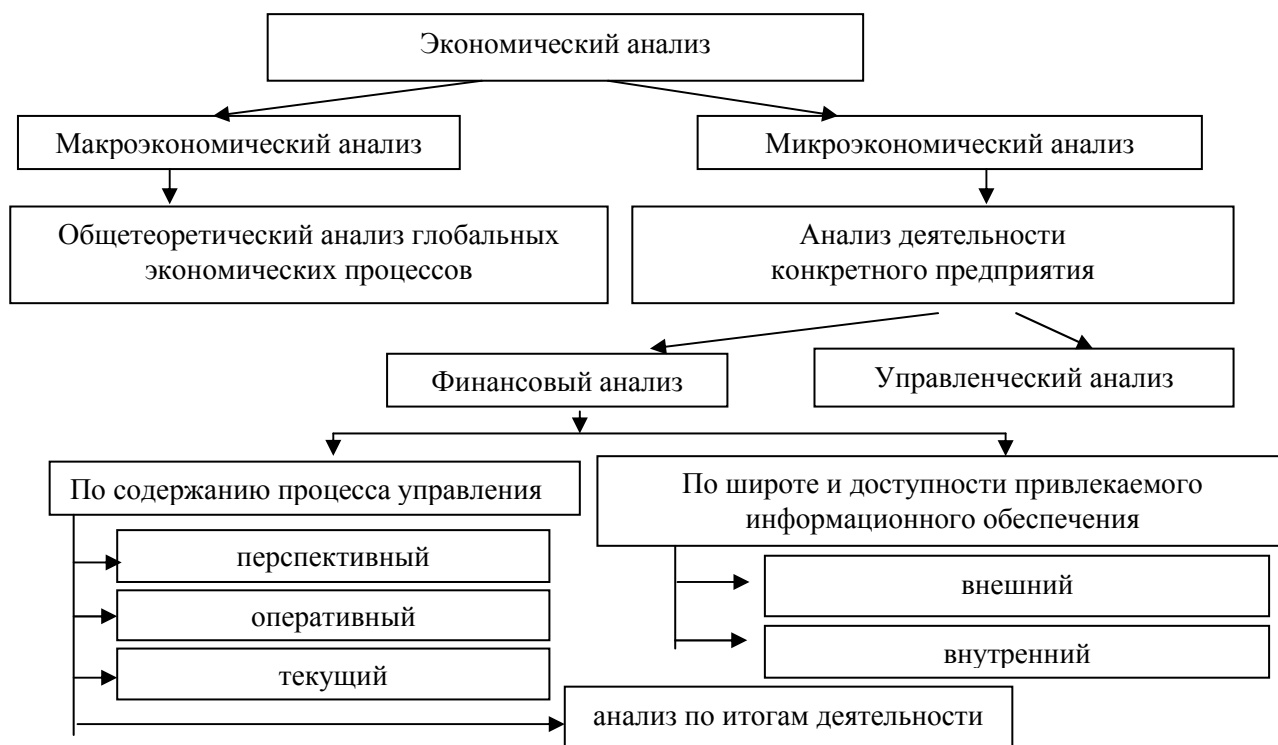 Экономический анализ
Макроэкономический анализ
Микроэкономический анализ
Общетеоретический анализ глобальных
экономических процессов
Анализ деятельности
конкретного предприятия
Финансовый анализ
Управленческий анализ
По содержанию процесса управления
По широте и доступности привлекаемого
информационного обеспечения
перспективный
оперативный
текущий
анализ по итогам деятельности
внешний
внутренний